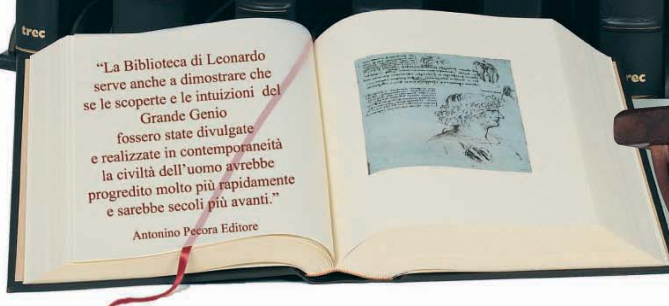 trec
“La Biblioteca di Leonardo
serve anche a dimostrare che
se le scoperte e le intuizioni del
Grande Genio
fossero state divulgate
e realizzate in contemporaneità
la civiltà dell’uomo avrebbe
progredito molto più rapidamente
e sarebbe secoli più avanti.”
Antonino Pecora Editore
rec